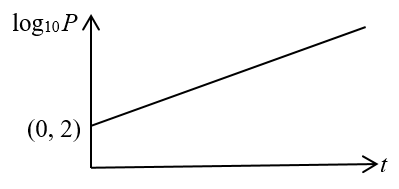 log₁₀P
(0, 2)
t